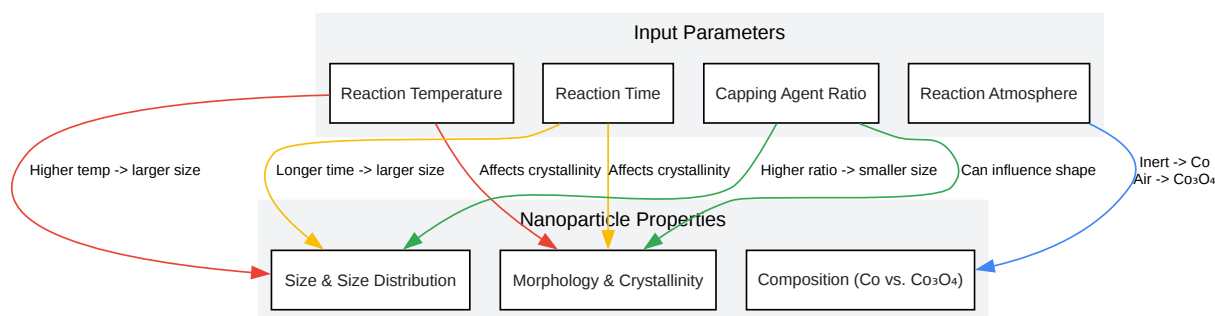 Input Parameters
Reaction Temperature
Reaction Time
Capping Agent Ratio
Reaction Atmosphere
Higher temp -> larger size
Longer time -> larger size
Affects crystallinity
Affects crystallinity
Higher ratio -> smaller size
Can influence shape
Inert -> Co
Air -> Co₃O₄
Nanoparticle Properties
Size & Size Distribution
Morphology & Crystallinity
Composition (Co vs. Co₃O₄)